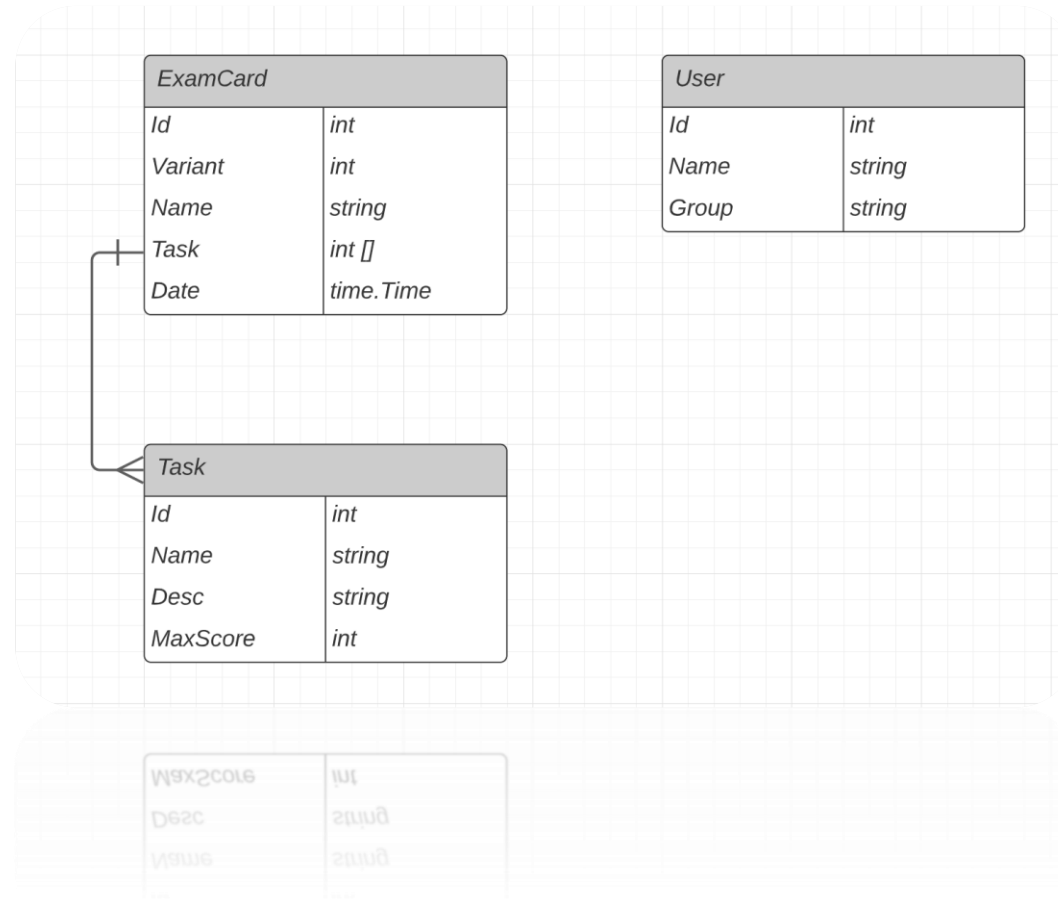 ExamCard
Id int
Variant int
Name string
Task int []
Date time.Time
User
Id int
Name string
Group string
Task
Id int
Name string
Desc string
MaxScore int